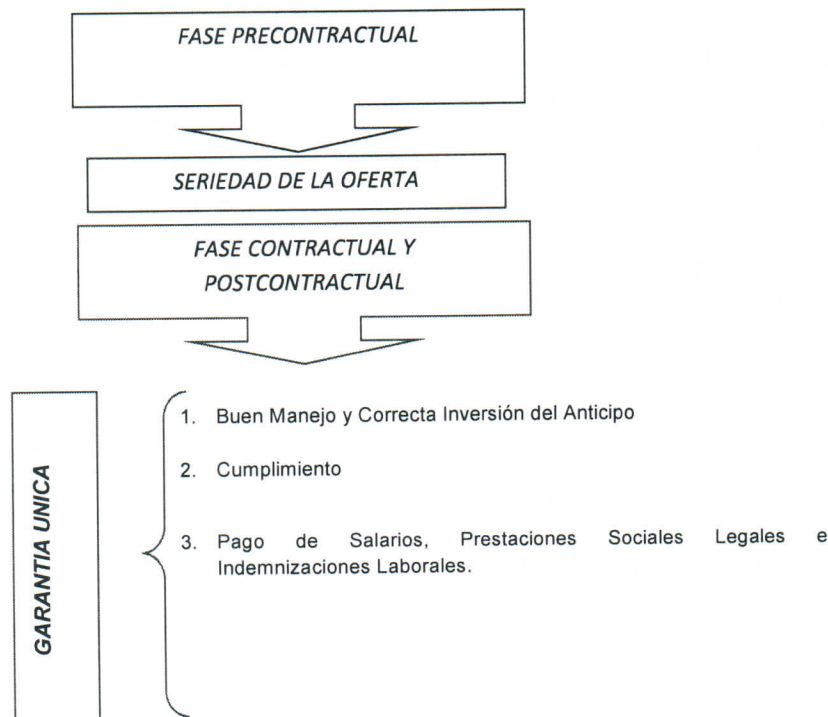 FASE PRECONTRACTUAL
SERIEDAD DE LA OFERTA
FASE CONTRACTUAL Y
POSTCONTRACTUAL
GARANTIA UNICA
1. Buen Manejo y Correcta Inversión del Anticipo
2. Cumplimiento
3. Pago de Salarios, Prestaciones Sociales Legales e
Indemnizaciones Laborales.